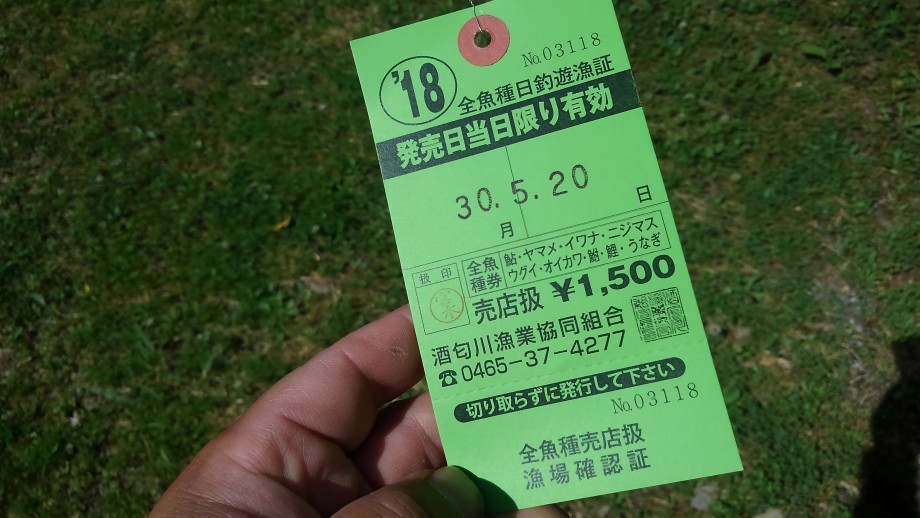 No.03118
'18
全魚種日釣遊漁証
発売日当日限り有効
30.5.20
月
日
扱印
全魚種券
鮎・ヤマメ・イワナ・ニジマス
ウグイ・オイカワ・鮒・鯉・うなぎ
売店扱 ¥1,500
酒匂川漁業協同組合
☎0465-37-4277
切り取らずに発行して下さい
No.03118
全魚種売店扱
漁場確認証